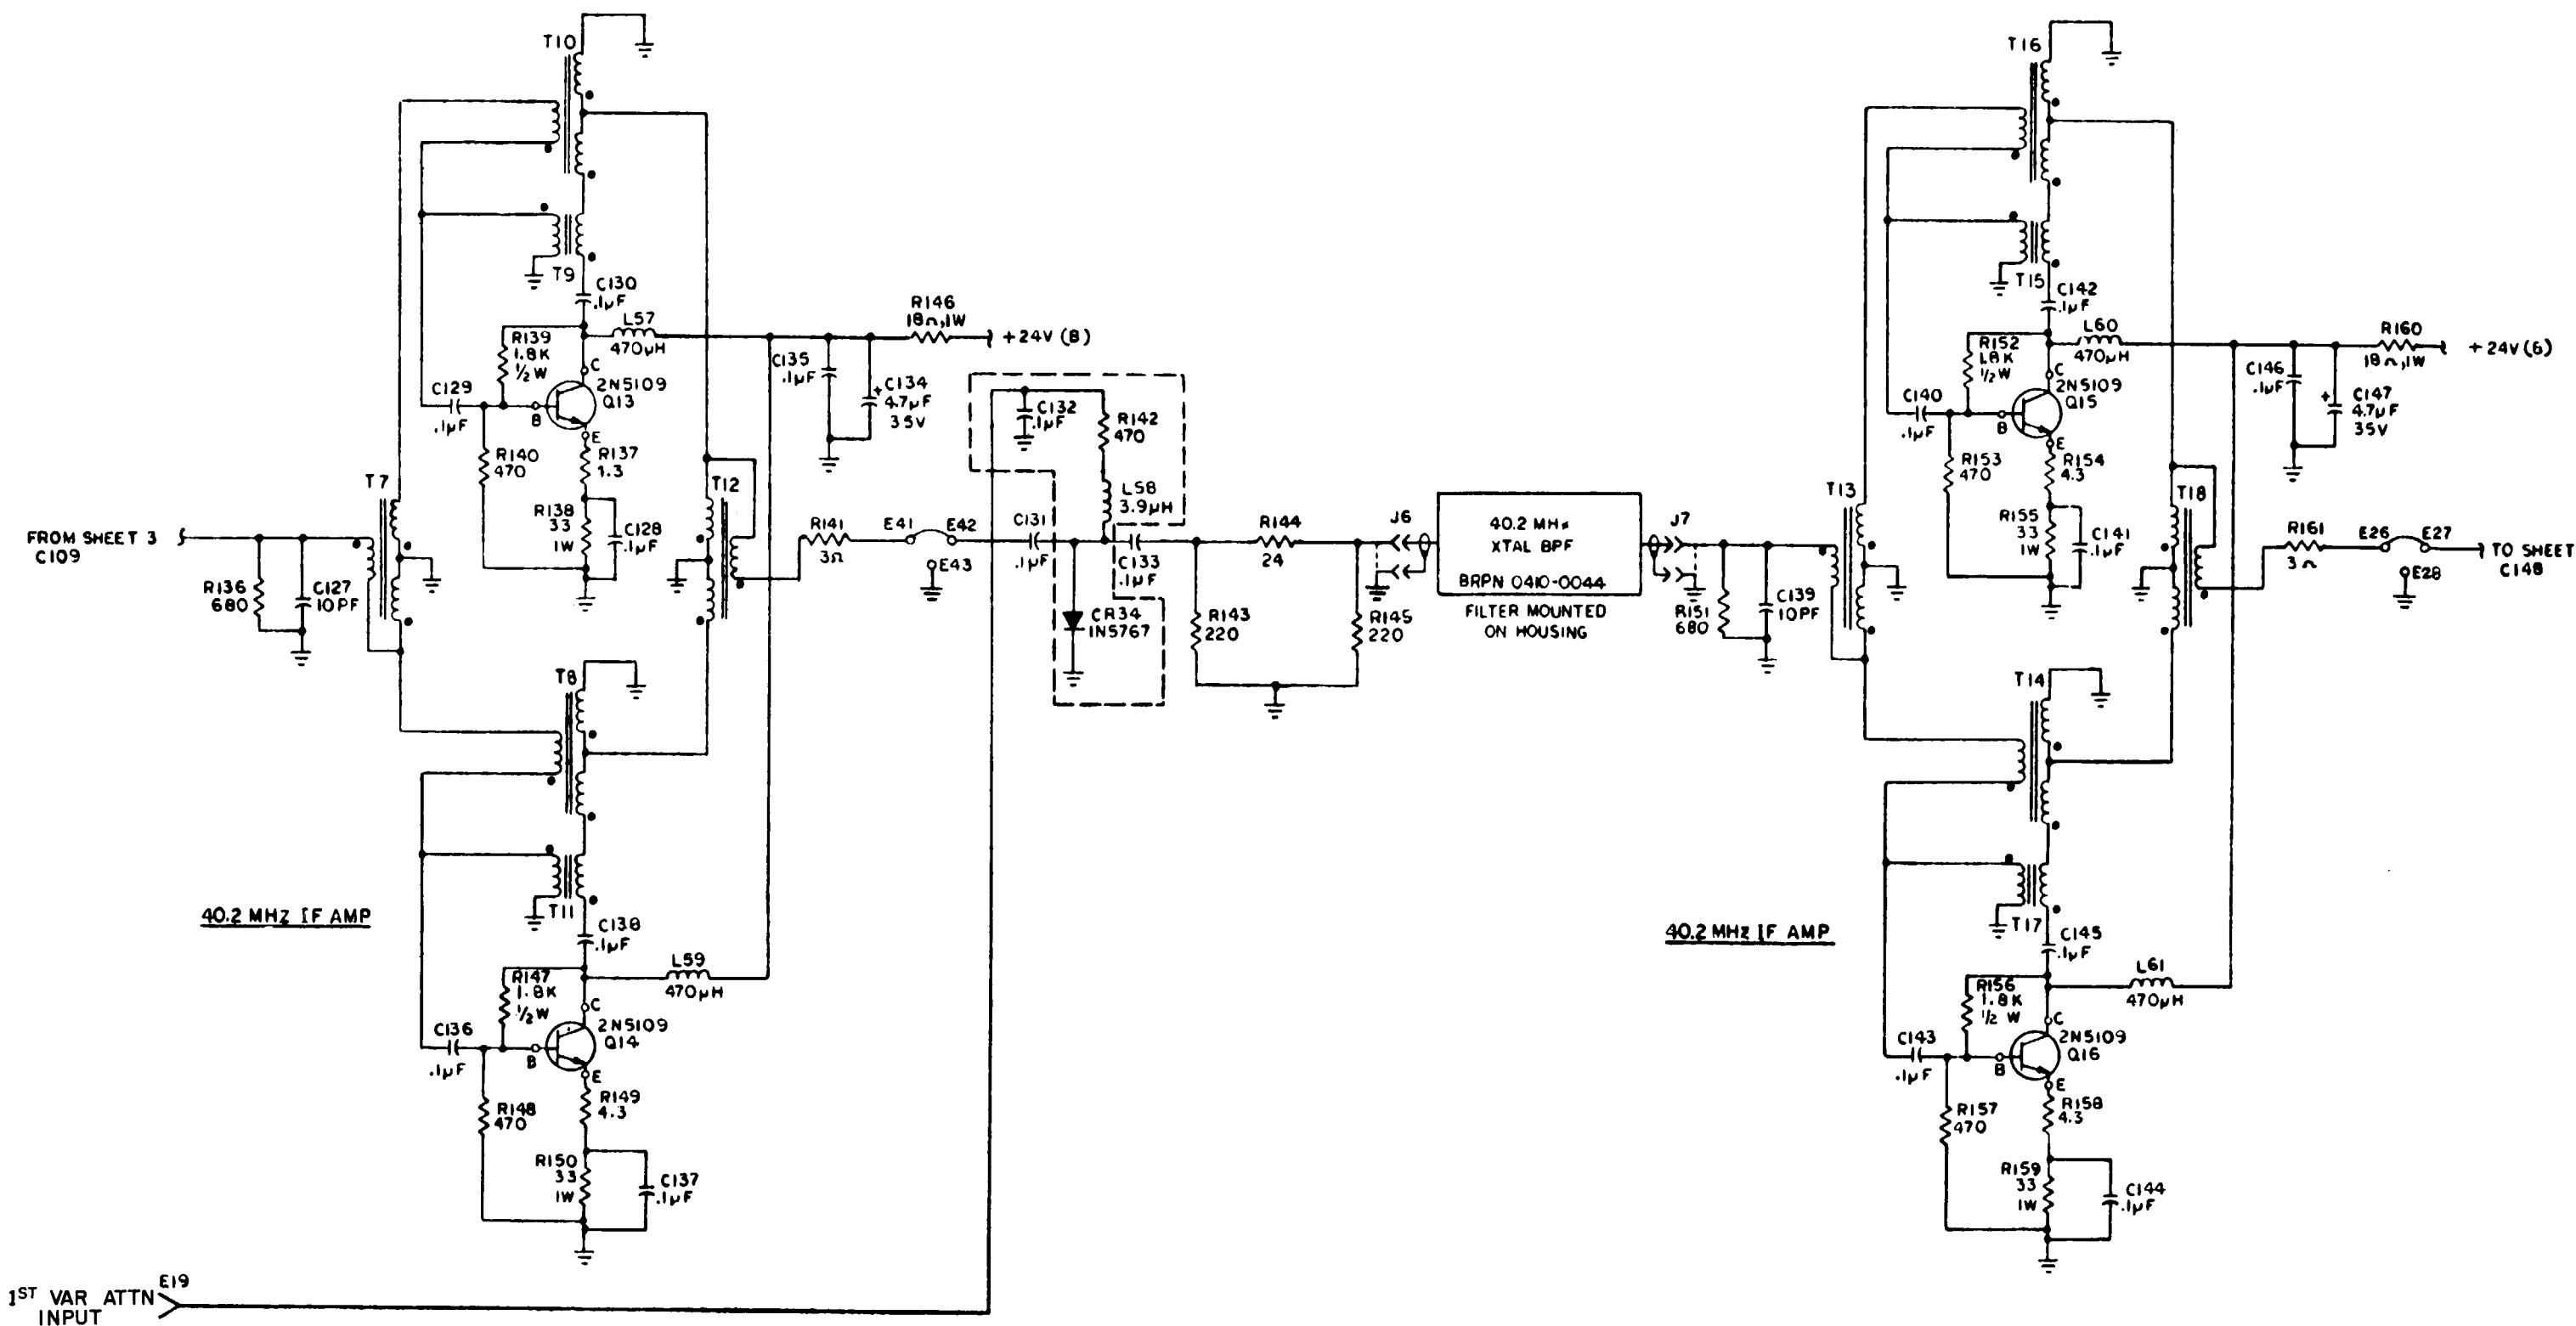 T10
T9
C130
.1µF
R146
18Ω,1W
+24V (B)
L57
470µH
R139
1.8K
½W
C135
.1µF
C134
+
4.7µF
35V
C129
.1µF
C
2N5109
Q13
B
E
R140
470
R137
1.3
R138
33
1W
C128
.1µF
T7
T12
FROM SHEET 3
C109
R136
680
C127
10PF
R141
3Ω
E41
E42
E43
C132
.1µF
R142
470
L58
3.9µH
C131
.1µF
C133
.1µF
CR34
1N5767
R144
24
R143
220
R145
220
J6
40.2 MHz
XTAL BPF
BRPN 0410-0044
FILTER MOUNTED
ON HOUSING
J7
T8
T11
40.2 MHZ IF AMP
C138
.1µF
L59
470µH
R147
1.8K
½W
C
2N5109
Q14
B
E
C136
.1µF
R148
470
R149
4.3
R150
33
1W
C137
.1µF
1ST VAR ATTN
INPUT
E19
T16
T15
C142
.1µF
L60
470µH
R160
18Ω,1W
R152
1.8K
½W
C146
.1µF
C147
+
4.7µF
35V
C140
.1µF
C
2N5109
Q15
B
E
R153
470
R154
4.3
R155
33
1W
C141
.1µF
T13
T18
R151
680
C139
10PF
R161
3Ω
E26
E27
E28
TO SHEET
C148
T14
T17
40.2 MHZ IF AMP
C145
.1µF
L61
470µH
R156
1.8K
½ W
C
2N5109
Q16
B
E
C143
.1µF
R157
470
R158
4.3
R159
33
1W
C144
.1µF